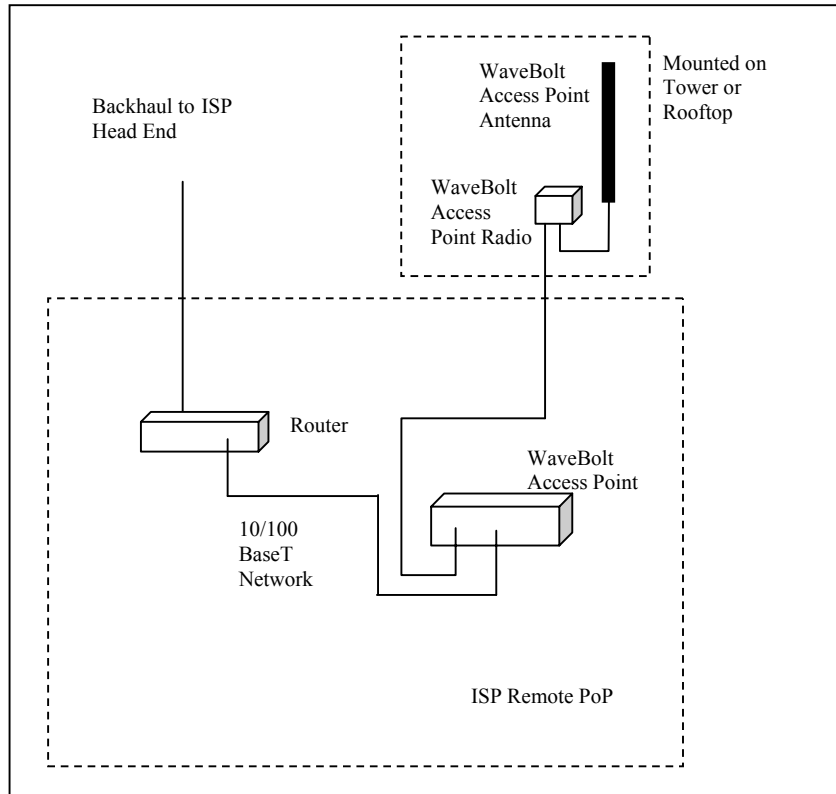 Backhaul to ISP
Head End
WaveBolt
Access Point
Antenna
Mounted on
Tower or
Rooftop
WaveBolt
Access
Point Radio
Router
WaveBolt
Access Point
10/100
BaseT
Network
ISP Remote PoP